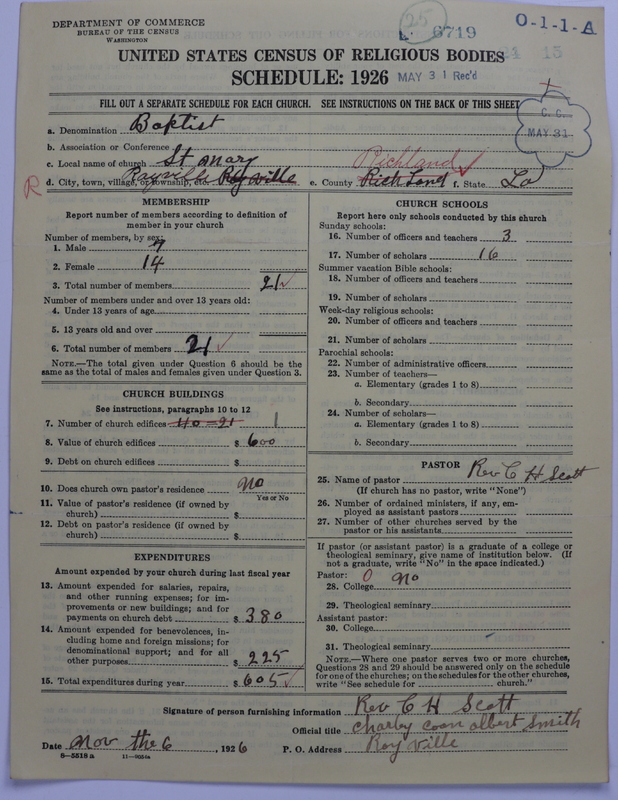 DEPARTMENT OF COMMERCE
BUREAU OF THE CENSUS
WASHINGTON
25
6719
O-1-1-A
UNITED STATES CENSUS OF RELIGIOUS BODIES
SCHEDULE: 1926
MAY 31 Rec'd
FILL OUT A SEPARATE SCHEDULE FOR EACH CHURCH. SEE INSTRUCTIONS ON THE BACK OF THIS SHEET
C. C.
MAY 31
a. Denomination Baptist
b. Association or Conference
c. Local name of church St Mary
Richland
R d. City, town, village, or township, etc. Rayville Rayville e. County Rich Land f. State La
MEMBERSHIP
Report number of members according to definition of
member in your church
Number of members, by sex:
1. Male 7
2. Female 14
3. Total number of members 21
Number of members under and over 13 years old:
4. Under 13 years of age
5. 13 years old and over
6. Total number of members 21
NOTE.—The total given under Question 6 should be
same as the total of males and females given under Question 3.
CHURCH BUILDINGS
See instructions, paragraphs 10 to 12
7. Number of church edifices 40 = 21 1
8. Value of church edifices $ 600
9. Debt on church edifices $
10. Does church own pastor's residence No
Yes or No
11. Value of pastor's residence (if owned by
church) $
12. Debt on pastor's residence (if owned by
church) $
EXPENDITURES
Amount expended by your church during last fiscal year
13. Amount expended for salaries, repairs,
and other running expenses; for im-
provements or new buildings; and for
payments on church debt $ 380
14. Amount expended for benevolences, in-
cluding home and foreign missions; for
denominational support; and for all
other purposes $ 225
15. Total expenditures during year $ 605
CHURCH SCHOOLS
Report here only schools conducted by this church
Sunday schools:
16. Number of officers and teachers 3
17. Number of scholars 16
Summer vacation Bible schools:
18. Number of officers and teachers
19. Number of scholars
Week-day religious schools:
20. Number of officers and teachers
21. Number of scholars
Parochial schools:
22. Number of administrative officers
23. Number of teachers—
a. Elementary (grades 1 to 8)
b. Secondary
24. Number of scholars—
a. Elementary (grades 1 to 8)
b. Secondary
PASTOR
25. Name of pastor Rev C H Scott
(If church has no pastor, write "None")
26. Number of ordained ministers, if any, em-
ployed as assistant pastors
27. Number of other churches served by the
pastor or his assistants
If pastor (or assistant pastor) is a graduate of a college or
theological seminary, give name of institution below. (If
not a graduate, write "No" in the space indicated.)
Pastor:
28. College 0 No
29. Theological seminary
Assistant pastor:
30. College
31. Theological seminary
NOTE.—Where one pastor serves two or more churches,
Questions 28 and 29 should be answered only on the schedule
for one of the churches; on the schedules for the other churches,
write "See schedule for church."
Signature of person furnishing information Rev C H Scott
Official title Charley Coon Albert Smith
Date Nov the 6, 1926 P. O. Address Rayville
8-5518a 11-9034a